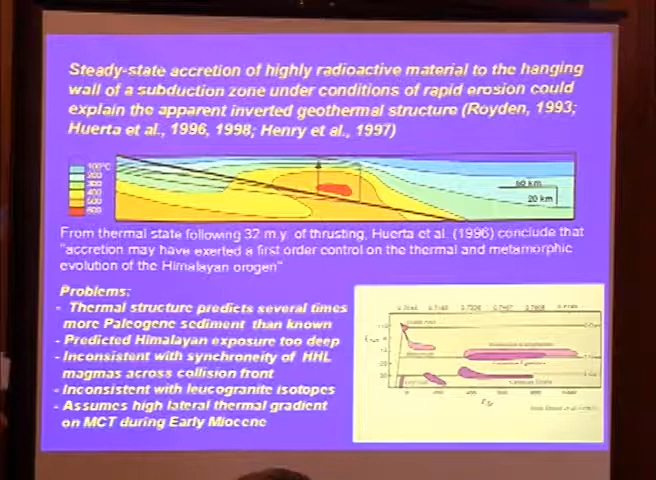 Steady-state accretion of highly radioactive material to the hanging
wall of a subduction zone under conditions of rapid erosion could
explain the apparent inverted geothermal structure (Royden, 1993;
Huerta et al., 1996, 1998; Henry et al., 1997)
100°C
200
300
400
500
600
50 km
20 km
From thermal state following 32 m.y. of thrusting, Huerta et al. (1996) conclude that
"accretion may have exerted a first order control on the thermal and metamorphic
evolution of the Himalayan orogen"
Problems:
- Thermal structure predicts several times
more Paleogene sediment than known
- Predicted Himalayan exposure too deep
- Inconsistent with synchroneity of HHL
magmas across collision front
- Inconsistent with leucogranite isotopes
- Assumes high lateral thermal gradient
on MCT during Early Miocene